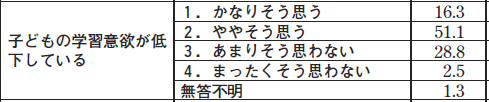 子どもの学習意欲が低
下している
1．かなりそう思う 16.3
2．ややそう思う 51.1
3．あまりそう思わない 28.8
4．まったくそう思わない 2.5
無答不明 1.3